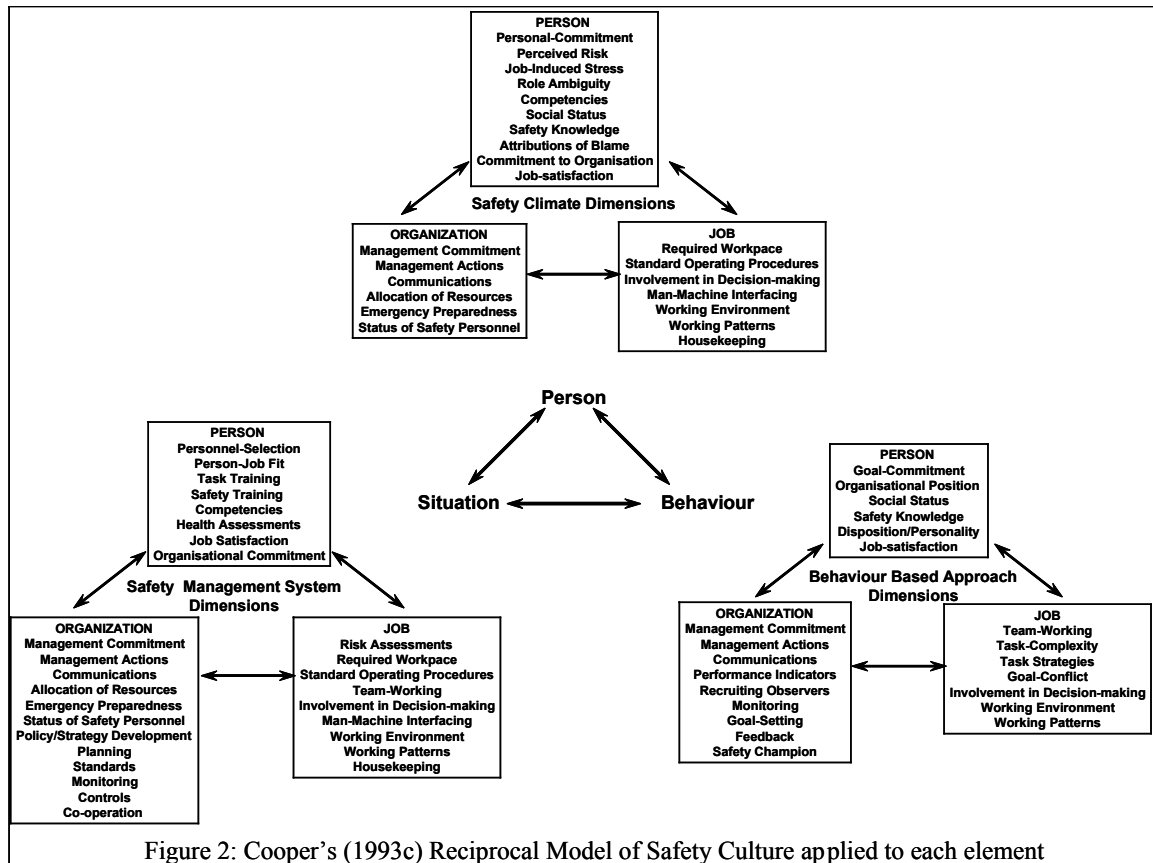 PERSON
Personal-Commitment
Perceived Risk
Job-Induced Stress
Role Ambiguity
Competencies
Social Status
Safety Knowledge
Attributions of Blame
Commitment to Organisation
Job-satisfaction
Safety Climate Dimensions
ORGANIZATION
Management Commitment
Management Actions
Communications
Allocation of Resources
Emergency Preparedness
Status of Safety Personnel
JOB
Required Workpace
Standard Operating Procedures
Involvement in Decision-making
Man-Machine Interfacing
Working Environment
Working Patterns
Housekeeping
Person
Situation
Behaviour
PERSON
Personnel-Selection
Person-Job Fit
Task Training
Safety Training
Competencies
Health Assessments
Job Satisfaction
Organisational Commitment
Safety Management System
Dimensions
ORGANIZATION
Management Commitment
Management Actions
Communications
Allocation of Resources
Emergency Preparedness
Status of Safety Personnel
Policy/Strategy Development
Planning
Standards
Monitoring
Controls
Co-operation
JOB
Risk Assessments
Required Workpace
Standard Operating Procedures
Team-Working
Involvement in Decision-making
Man-Machine Interfacing
Working Environment
Working Patterns
Housekeeping
PERSON
Goal-Commitment
Organisational Position
Social Status
Safety Knowledge
Disposition/Personality
Job-satisfaction
Behaviour Based Approach
Dimensions
ORGANIZATION
Management Commitment
Management Actions
Communications
Performance Indicators
Recruiting Observers
Monitoring
Goal-Setting
Feedback
Safety Champion
JOB
Team-Working
Task-Complexity
Task Strategies
Goal-Conflict
Involvement in Decision-making
Working Environment
Working Patterns
Figure 2: Cooper's (1993c) Reciprocal Model of Safety Culture applied to each element